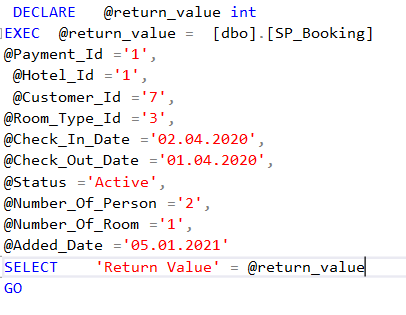 DECLARE @return_value int
EXEC @return_value = [dbo].[SP_Booking]
@Payment_Id ='1',
@Hotel_Id ='1',
@Customer_Id ='7',
@Room_Type_Id ='3',
@Check_In_Date ='02.04.2020',
@Check_Out_Date ='01.04.2020',
@Status ='Active',
@Number_Of_Person ='2',
@Number_Of_Room ='1',
@Added_Date ='05.01.2021'
SELECT 'Return Value' = @return_value
GO